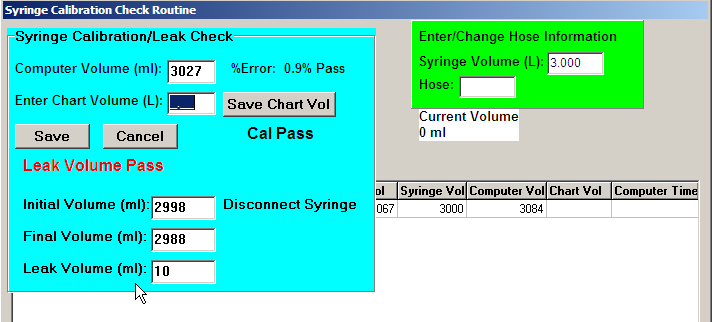 Syringe Calibration Check Routine
Syringe Calibration/Leak Check
Computer Volume (ml): 3027 %Error: 0.9% Pass
Enter Chart Volume (L): Save Chart Vol
Save Cancel Cal Pass
Leak Volume Pass
Initial Volume (ml): 2998 Disconnect Syringe
Final Volume (ml): 2988
Leak Volume (ml): 10
Enter/Change Hose Information
Syringe Volume (L): 3.000
Hose:
Current Volume
0 ml
Syringe Vol Computer Vol Chart Vol Computer Time
067 3000 3084